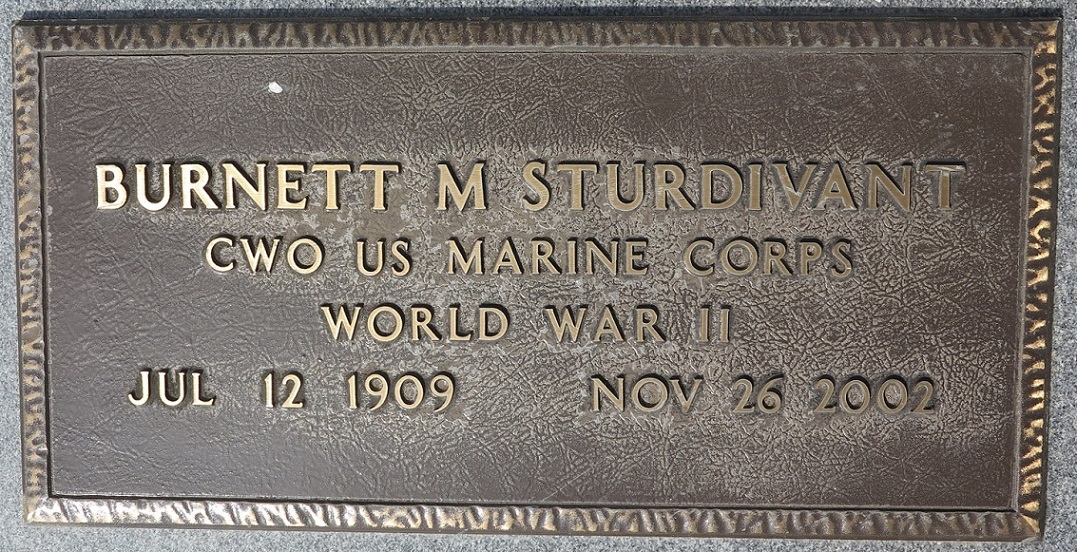 BURNETT M STURDIVANT
CWO US MARINE CORPS
WORLD WAR II
JUL 12 1909 NOV 26 2002